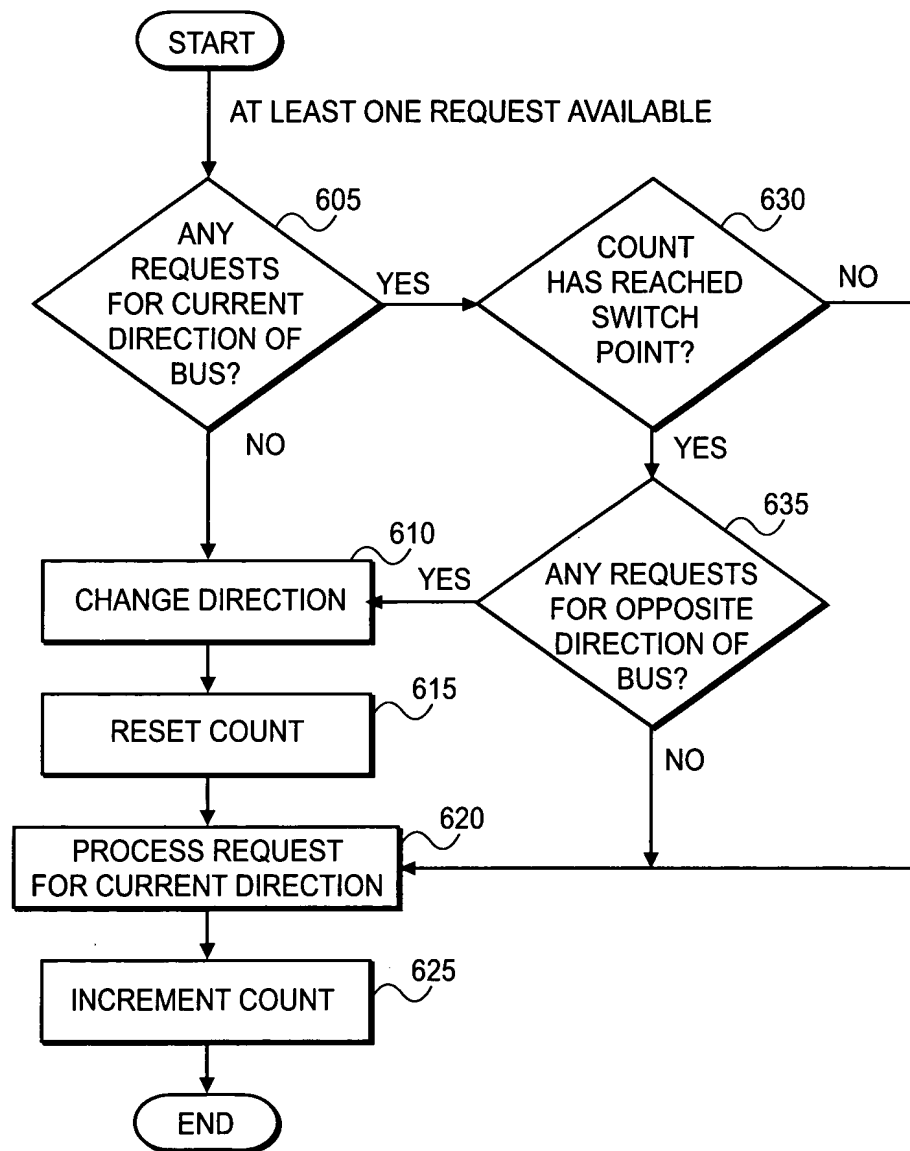 START
AT LEAST ONE REQUEST AVAILABLE
605
ANY
REQUESTS
FOR CURRENT
DIRECTION OF
BUS?
YES
NO
630
COUNT
HAS REACHED
SWITCH
POINT?
NO
YES
635
ANY REQUESTS
FOR OPPOSITE
DIRECTION OF
BUS?
YES
NO
610
CHANGE DIRECTION
615
RESET COUNT
620
PROCESS REQUEST
FOR CURRENT DIRECTION
625
INCREMENT COUNT
END